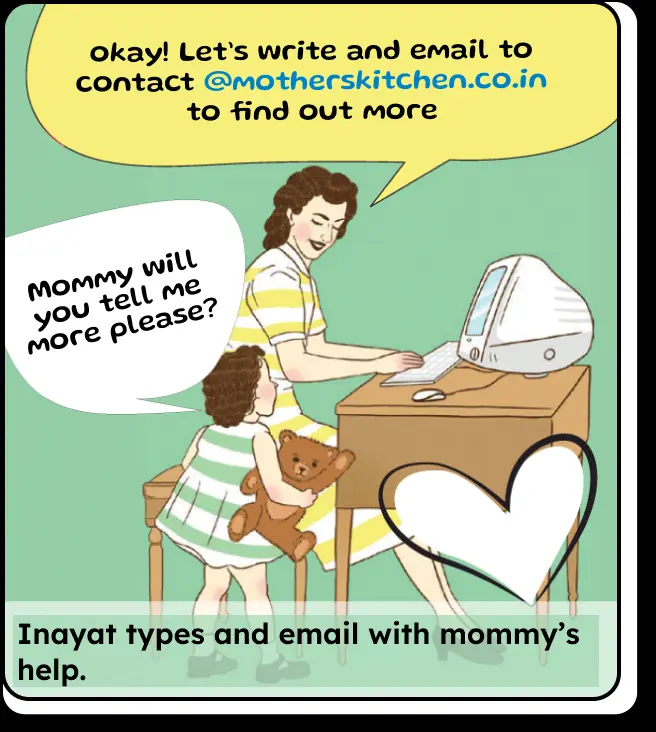 okay! Let's write and email to
contact @motherskitchen.co.in
to find out more
Mommy will
you tell me
more please?
Inayat types and email with mommy's
help.